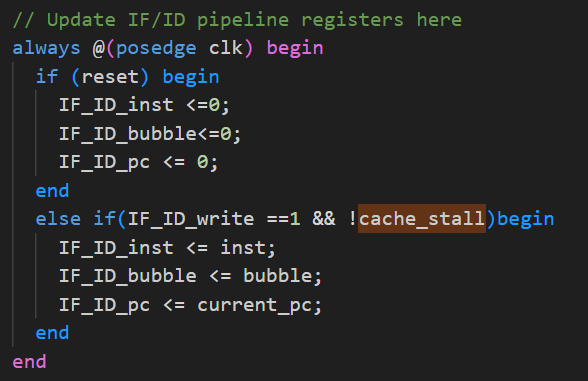 // Update IF/ID pipeline registers here
always @(posedge clk) begin
if (reset) begin
IF_ID_inst <=0;
IF_ID_bubble<=0;
IF_ID_pc <= 0;
end
else if(IF_ID_write ==1 && !cache_stall)begin
IF_ID_inst <= inst;
IF_ID_bubble <= bubble;
IF_ID_pc <= current_pc;
end
end